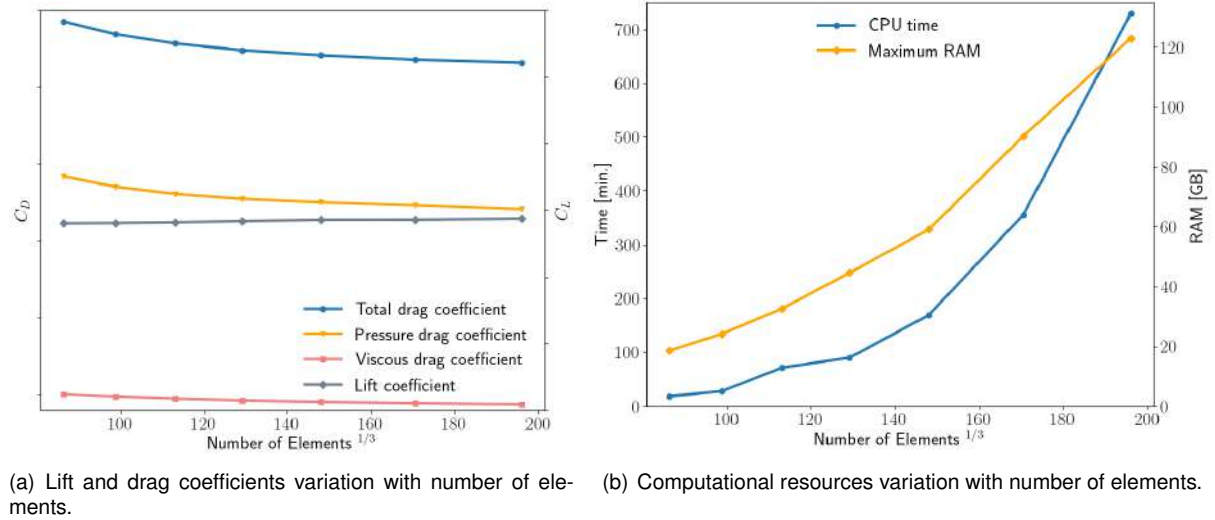 C_D
C_L
Total drag coefficient
Pressure drag coefficient
Viscous drag coefficient
Lift coefficient
100 120 140 160 180 200
Number of Elements ^1/3
(a) Lift and drag coefficients variation with number of ele-
ments.
700
600
500
400
300
200
100
0
Time [min.]
CPU time
Maximum RAM
120
100
80
60
40
20
0
RAM [GB]
100 120 140 160 180 200
Number of Elements ^1/3
(b) Computational resources variation with number of elements.